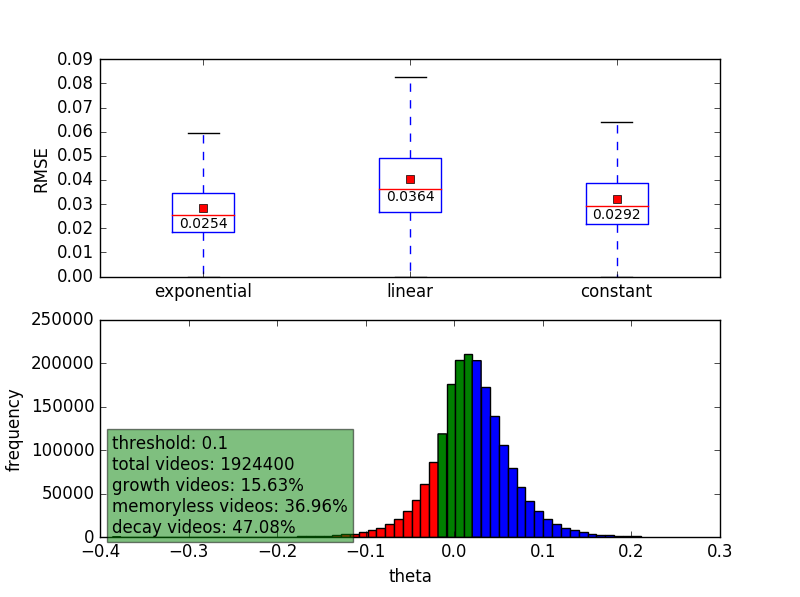 0.09
0.08
0.07
0.06
0.05
0.04
0.03
0.02
0.01
0.00
RMSE
0.0254
0.0364
0.0292
exponential linear constant
250000
200000
150000
100000
50000
0
frequency
threshold: 0.1
total videos: 1924400
growth videos: 15.63%
memoryless videos: 36.96%
decay videos: 47.08%
−0.4 −0.3 −0.2 −0.1 0.0 0.1 0.2 0.3
theta